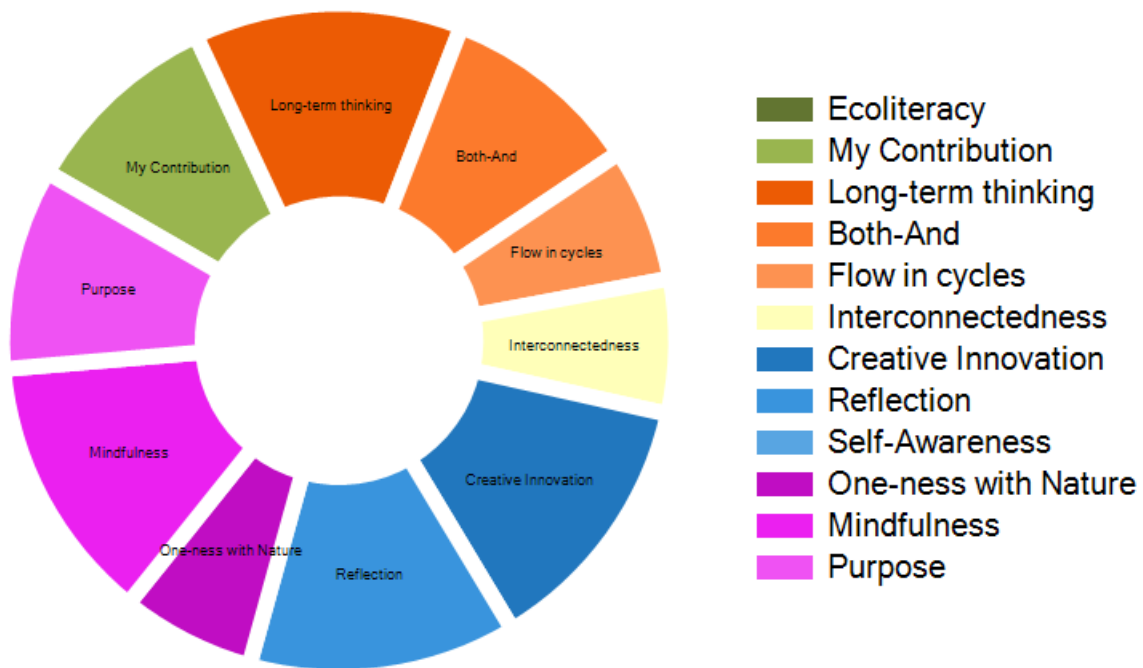 Long-term thinking
Both-And
My Contribution
Flow in cycles
Purpose
Interconnectedness
Mindfulness
Creative Innovation
One-ness with Nature
Reflection
Ecoliteracy
My Contribution
Long-term thinking
Both-And
Flow in cycles
Interconnectedness
Creative Innovation
Reflection
Self-Awareness
One-ness with Nature
Mindfulness
Purpose